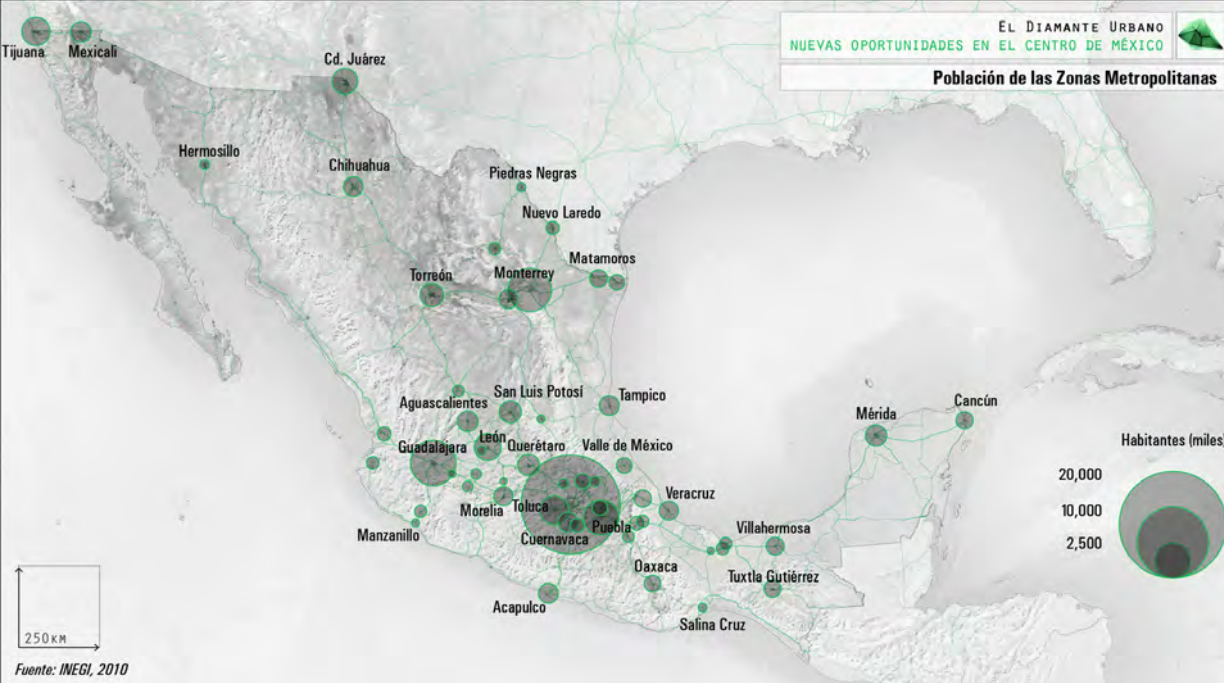 EL DIAMANTE URBANO
NUEVAS OPORTUNIDADES EN EL CENTRO DE MÉXICO
Población de las Zonas Metropolitanas
Tijuana
Mexicali
Cd. Juárez
Hermosillo
Chihuahua
Piedras Negras
Nuevo Laredo
Matamoros
Torreón
Monterrey
San Luis Potosí
Tampico
Aguascalientes
Mérida
Cancún
León
Guadalajara
Querétaro
Valle de México
Habitantes (miles)
20,000
10,000
2,500
Morelia
Toluca
Veracruz
Puebla
Villahermosa
Manzanillo
Cuernavaca
Oaxaca
Tuxtla Gutiérrez
Acapulco
Salina Cruz
250KM
Fuente: INEGI, 2010